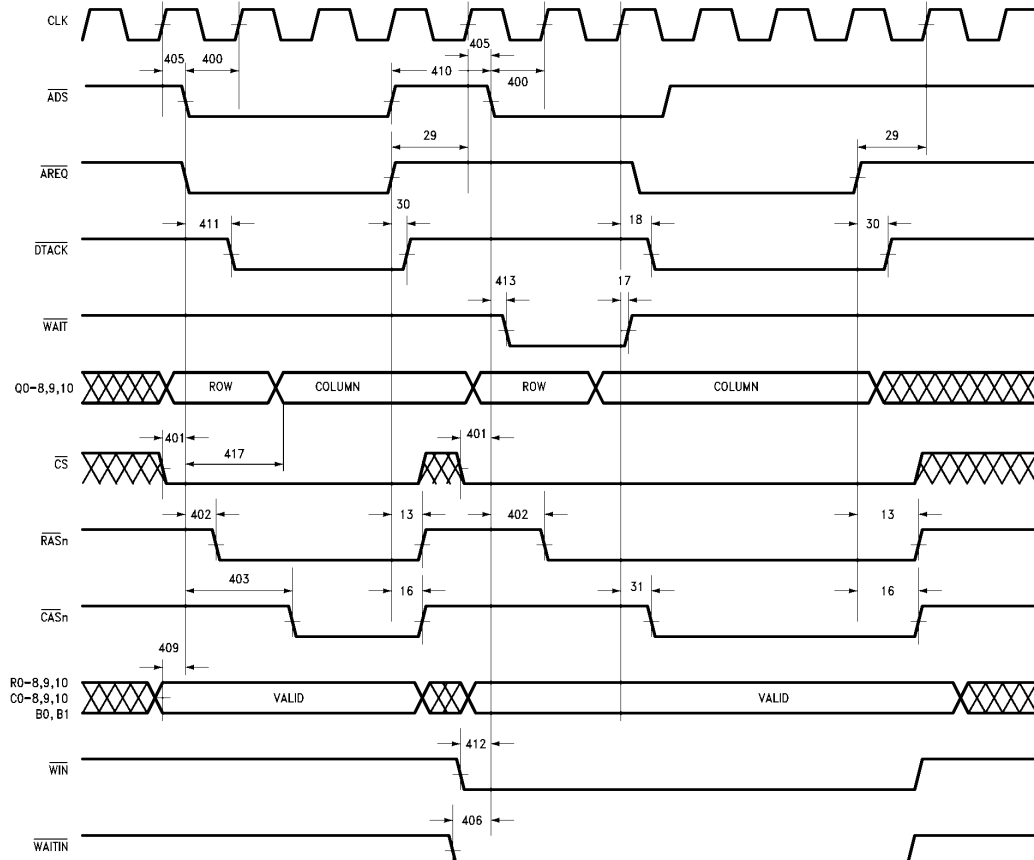 CLK
405
405 400
410
400
ADS
29
29
AREQ
30
18
411
30
DTACK
413
17
WAIT
Q0-8,9,10
ROW
COLUMN
ROW
COLUMN
401
401
417
CS
402
13
402
13
RASn
403
16
31
16
CASn
409
R0-8,9,10
C0-8,9,10
B0, B1
VALID
VALID
412
WIN
406
WAITIN